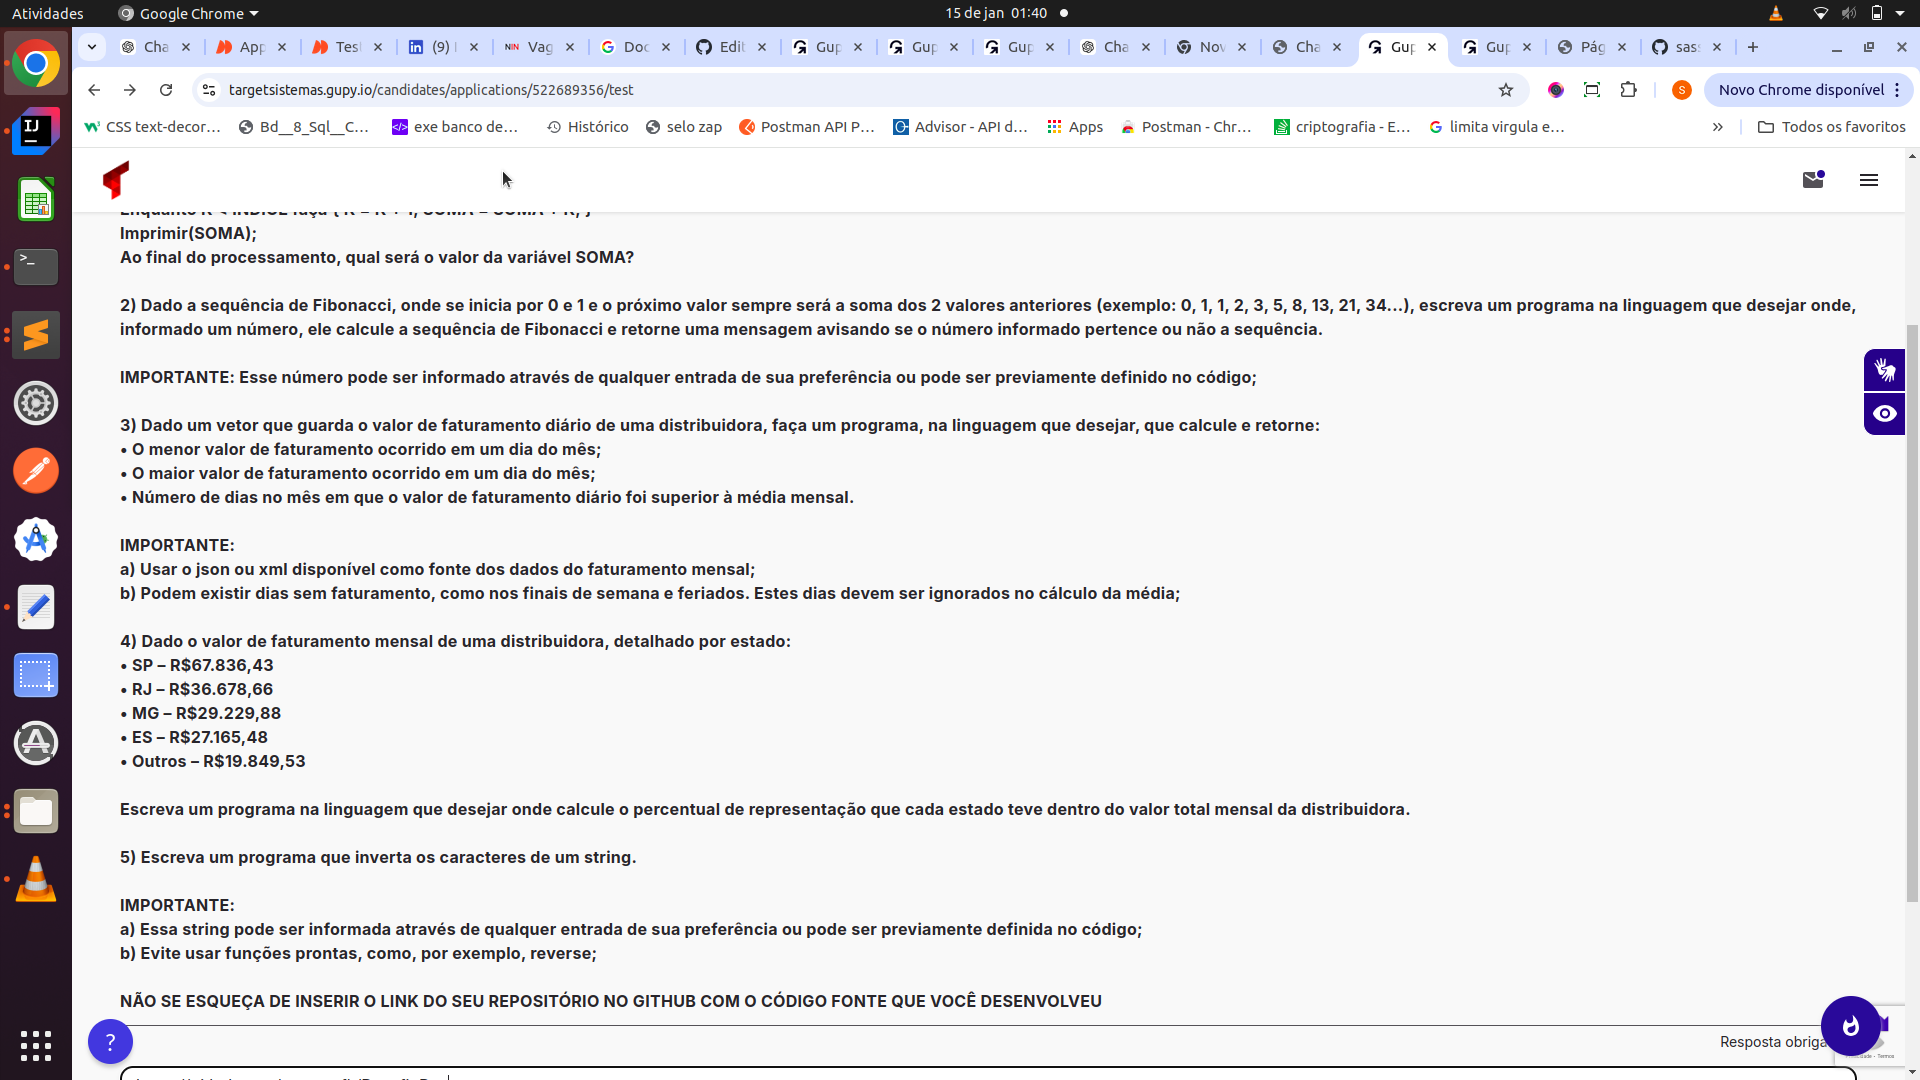 Atividades
Google Chrome
15 de jan 01:40
Cha
App
Tes
(9)
NIN Vag
Doc
Edit
Gup
Gup
Gup
Cha
Nov
Cha
Gup
Gup
Pág
sas
targetsistemas.gupy.io/candidates/applications/522689356/test
S
Novo Chrome disponível
CSS text-decor…
Bd__8_Sql__C…
exe banco de…
Histórico
selo zap
Postman API P…
Advisor - API d…
Apps
Postman - Chr…
criptografia - E…
limita virgula e…
»
Todos os favoritos
Imprimir(SOMA);
Ao final do processamento, qual será o valor da variável SOMA?
2) Dado a sequência de Fibonacci, onde se inicia por 0 e 1 e o próximo valor sempre será a soma dos 2 valores anteriores (exemplo: 0, 1, 1, 2, 3, 5, 8, 13, 21, 34...), escreva um programa na linguagem que desejar onde,
informado um número, ele calcule a sequência de Fibonacci e retorne uma mensagem avisando se o número informado pertence ou não a sequência.
IMPORTANTE: Esse número pode ser informado através de qualquer entrada de sua preferência ou pode ser previamente definido no código;
3) Dado um vetor que guarda o valor de faturamento diário de uma distribuidora, faça um programa, na linguagem que desejar, que calcule e retorne:
• O menor valor de faturamento ocorrido em um dia do mês;
• O maior valor de faturamento ocorrido em um dia do mês;
• Número de dias no mês em que o valor de faturamento diário foi superior à média mensal.
IMPORTANTE:
a) Usar o json ou xml disponível como fonte dos dados do faturamento mensal;
b) Podem existir dias sem faturamento, como nos finais de semana e feriados. Estes dias devem ser ignorados no cálculo da média;
4) Dado o valor de faturamento mensal de uma distribuidora, detalhado por estado:
• SP – R$67.836,43
• RJ – R$36.678,66
• MG – R$29.229,88
• ES – R$27.165,48
• Outros – R$19.849,53
Escreva um programa na linguagem que desejar onde calcule o percentual de representação que cada estado teve dentro do valor total mensal da distribuidora.
5) Escreva um programa que inverta os caracteres de um string.
IMPORTANTE:
a) Essa string pode ser informada através de qualquer entrada de sua preferência ou pode ser previamente definida no código;
b) Evite usar funções prontas, como, por exemplo, reverse;
NÃO SE ESQUEÇA DE INSERIR O LINK DO SEU REPOSITÓRIO NO GITHUB COM O CÓDIGO FONTE QUE VOCÊ DESENVOLVEU
?
Resposta obriga